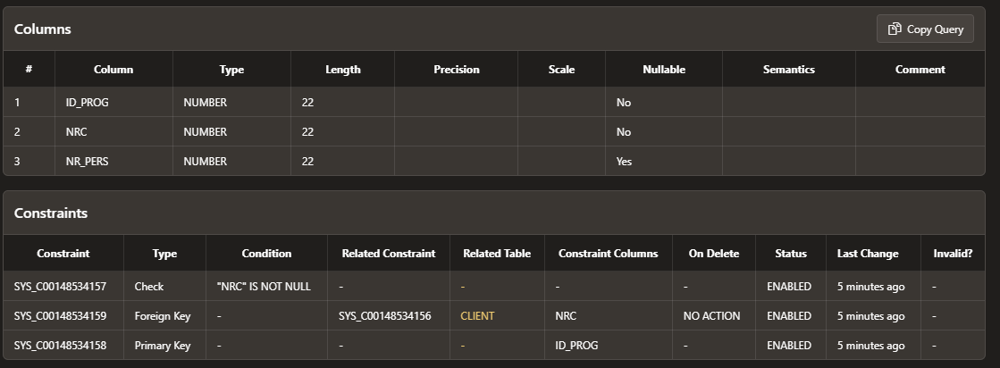 Columns
Copy Query
# Column Type Length Precision Scale Nullable Semantics Comment
1 ID_PROG NUMBER 22 No
2 NRC NUMBER 22 No
3 NR_PERS NUMBER 22 Yes
Constraints
Constraint Type Condition Related Constraint Related Table Constraint Columns On Delete Status Last Change Invalid?
SYS_C00148534157 Check "NRC" IS NOT NULL - - - - ENABLED 5 minutes ago -
SYS_C00148534159 Foreign Key - SYS_C00148534156 CLIENT NRC NO ACTION ENABLED 5 minutes ago -
SYS_C00148534158 Primary Key - - - ID_PROG - ENABLED 5 minutes ago -